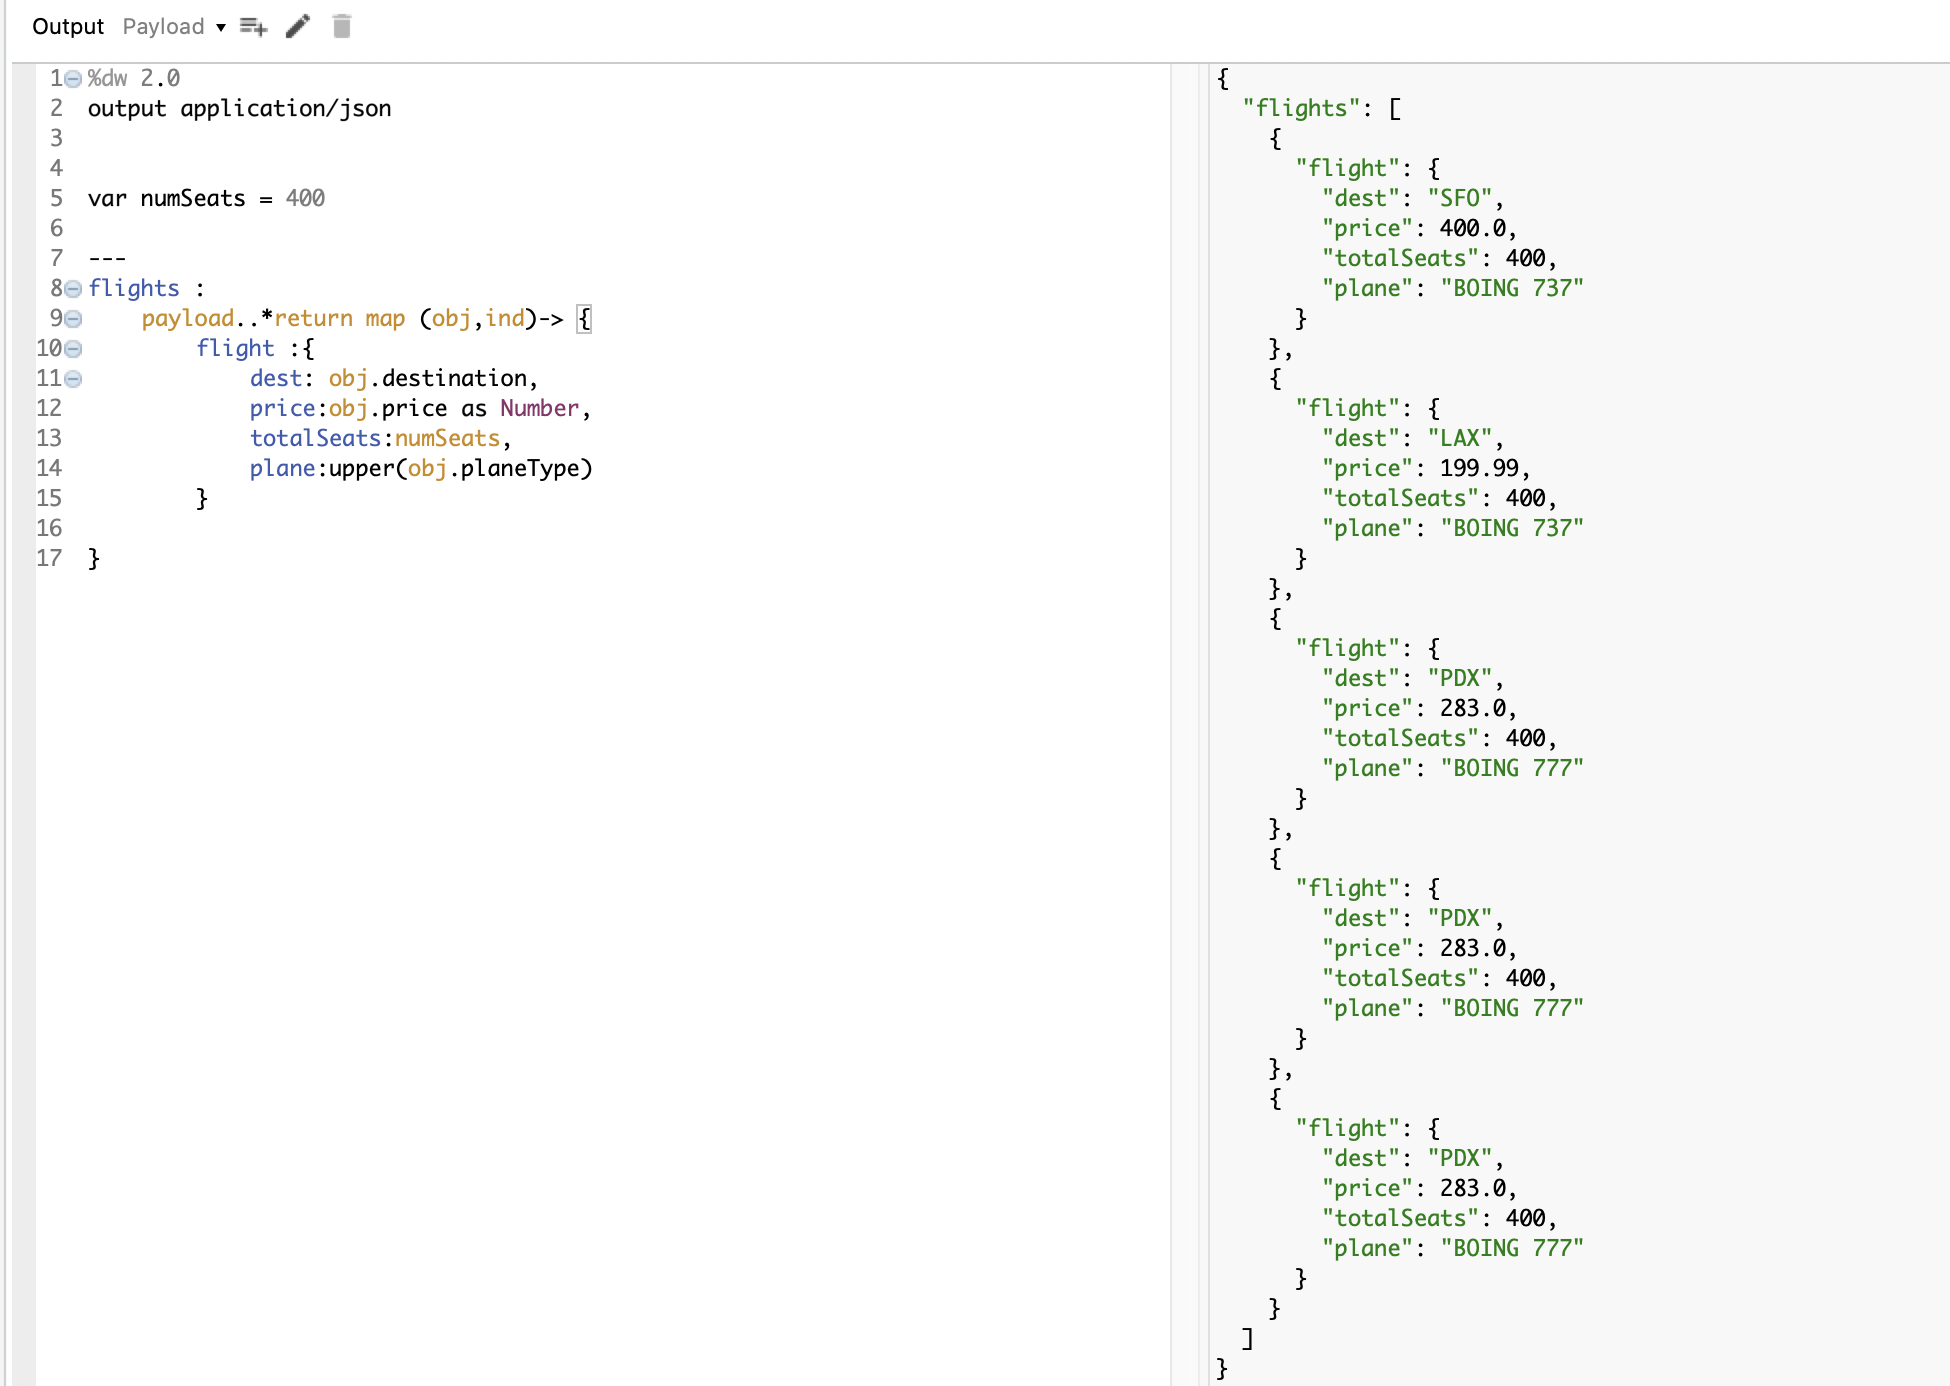 Output Payload
1 %dw 2.0
2 output application/json
3
4
5 var numSeats = 400
6
7 ---
8 flights :
9     payload..*return map (obj,ind)-> {
10         flight :{
11             dest: obj.destination,
12             price:obj.price as Number,
13             totalSeats:numSeats,
14             plane:upper(obj.planeType)
15         }
16
17 }
{
  "flights": [
    {
      "flight": {
        "dest": "SFO",
        "price": 400.0,
        "totalSeats": 400,
        "plane": "BOING 737"
      }
    },
    {
      "flight": {
        "dest": "LAX",
        "price": 199.99,
        "totalSeats": 400,
        "plane": "BOING 737"
      }
    },
    {
      "flight": {
        "dest": "PDX",
        "price": 283.0,
        "totalSeats": 400,
        "plane": "BOING 777"
      }
    },
    {
      "flight": {
        "dest": "PDX",
        "price": 283.0,
        "totalSeats": 400,
        "plane": "BOING 777"
      }
    },
    {
      "flight": {
        "dest": "PDX",
        "price": 283.0,
        "totalSeats": 400,
        "plane": "BOING 777"
      }
    }
  ]
}